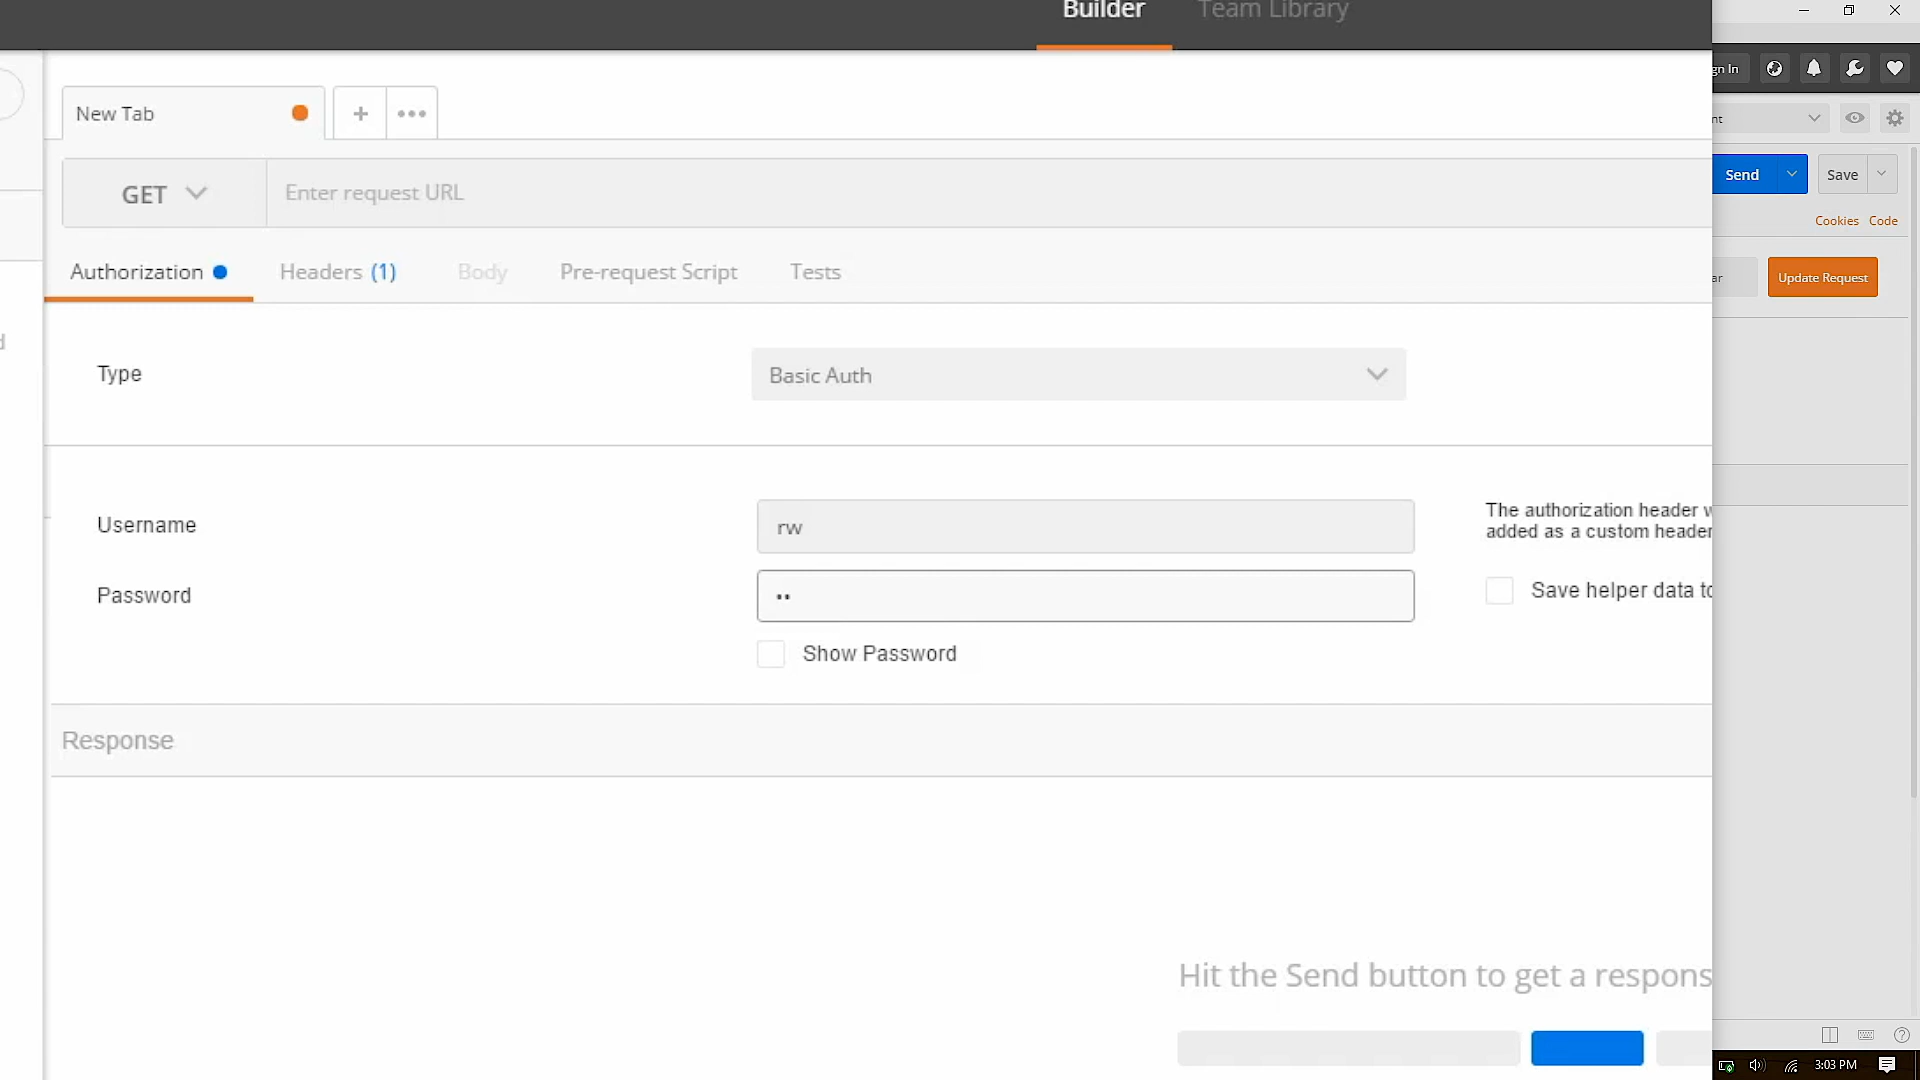 Builder
Team Library
New Tab
GET
Enter request URL
Send
Save
Cookies
Code
Authorization
Headers (1)
Body
Pre-request Script
Tests
Update Request
Type
Basic Auth
Username
rw
The authorization header
added as a custom header
Password
••
Save helper data
Show Password
Response
Hit the Send button to get a respons
3:03 PM